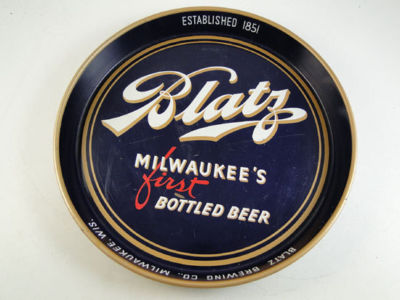 ESTABLISHED 1851
Blatz
MILWAUKEE'S
first
BOTTLED BEER
BLATZ BREWING CO., MILWAUKEE, WIS.